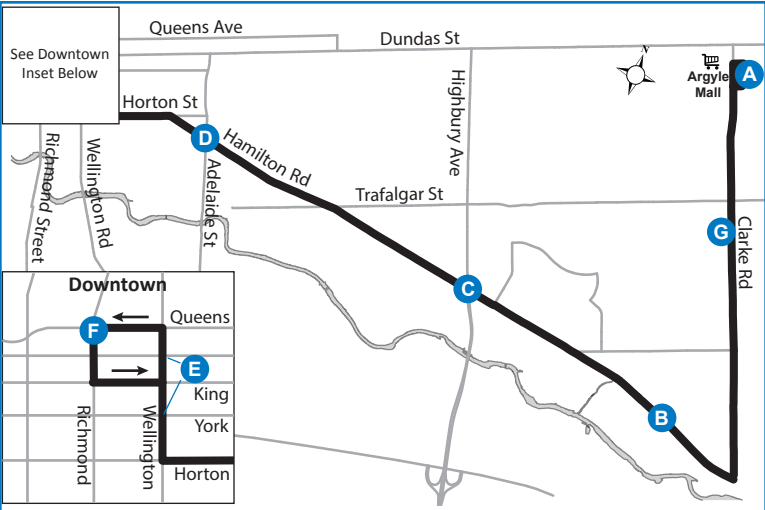 Queens Ave
Dundas St
See Downtown
Inset Below
N
Argyle
Mall
A
Horton St
Highbury Ave
D
Hamilton Rd
Richmond Street
Wellington Rd
Adelaide St
Trafalgar St
G
Clarke Rd
C
B
Downtown
Queens
F
E
King
York
Richmond
Wellington
Horton